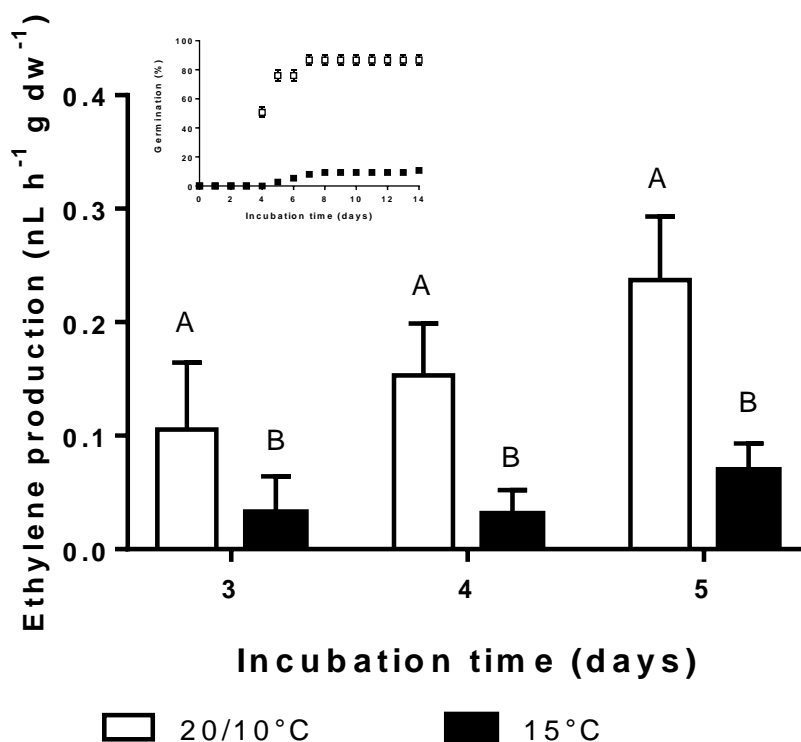 Ethylene production (nL h⁻¹ g dw⁻¹)
0.4
0.3
0.2
0.1
0.0
Germination (%)
100
80
60
40
20
0
0 2 4 6 8 10 12 14
Incubation time (days)
A
B
A
B
A
B
3 4 5
Incubation time (days)
20/10°C 15°C